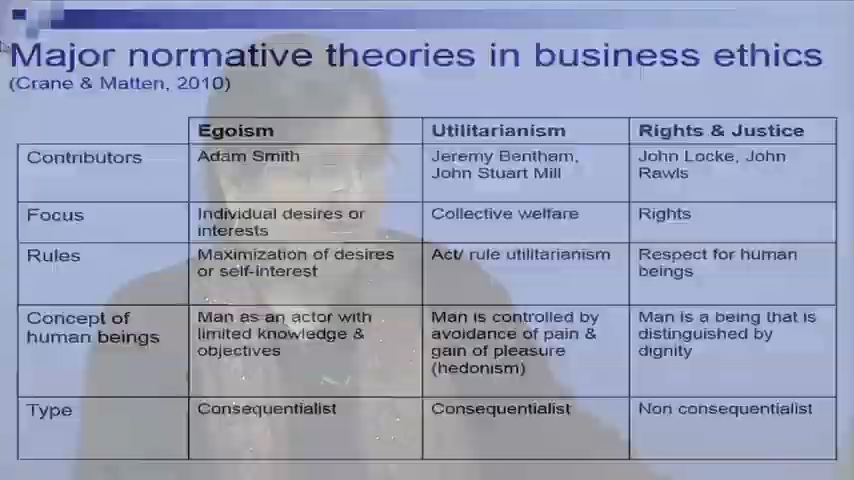 Major normative theories in business ethics
(Crane & Matten, 2010)
Egoism
Utilitarianism
Rights & Justice
Contributors
Adam Smith
Jeremy Bentham,
John Stuart Mill
John Locke, John
Rawls
Focus
Individual desires or
interests
Collective welfare
Rights
Rules
Maximization of desires
or self-interest
Act/ rule utilitarianism
Respect for human
beings
Concept of
human beings
Man as an actor with
limited knowledge &
objectives
Man is controlled by
avoidance of pain &
gain of pleasure
(hedonism)
Man is a being that is
distinguished by
dignity
Type
Consequentialist
Consequentialist
Non consequentialist